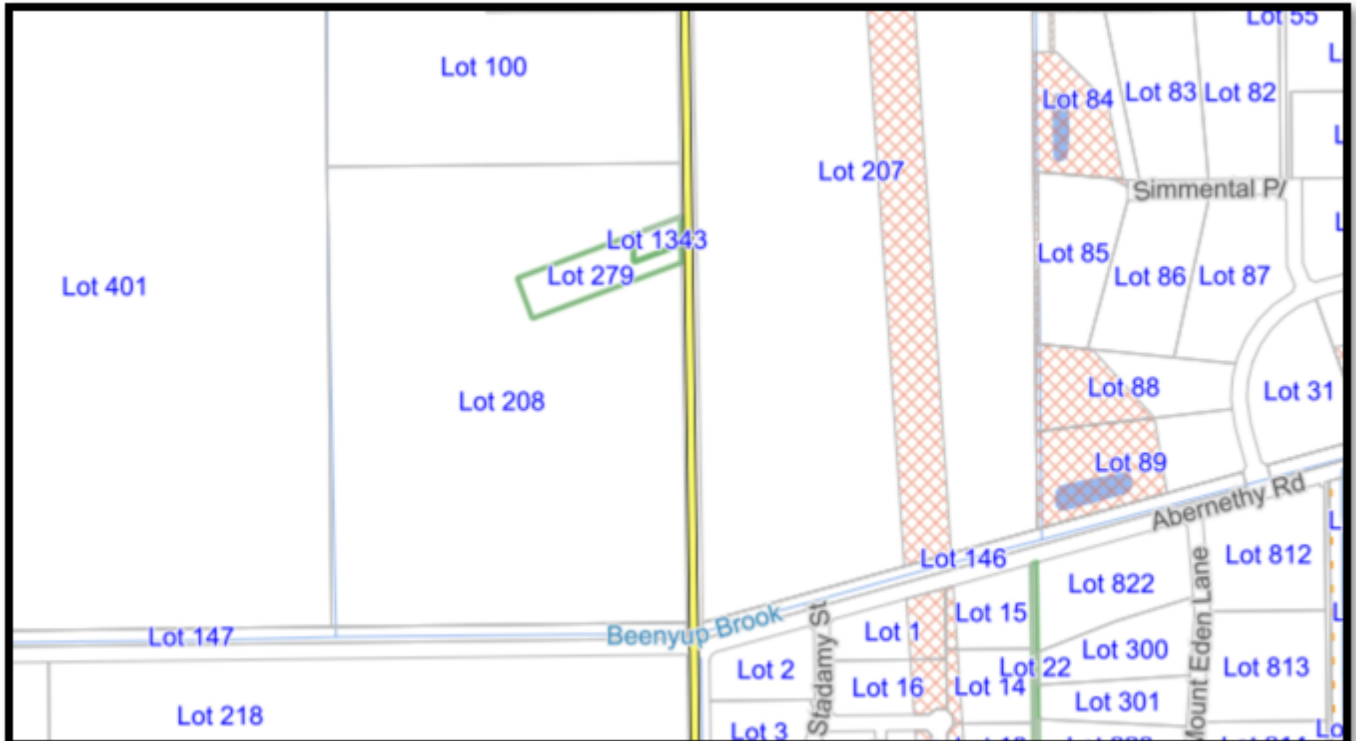 Lot 55
Lot 100
Lot 84
Lot 83
Lot 82
Lot 207
Simmental Pl
Lot 1343
Lot 279
Lot 401
Lot 85
Lot 86
Lot 87
Lot 208
Lot 88
Lot 31
Lot 89
Abernethy Rd
Lot 146
Lot 812
Lot 822
Lot 15
Beenyup Brook
Lot 147
Stadamy St
Lot 1
Mount Eden Lane
Lot 300
Lot 2
Lot 22
Lot 813
Lot 16
Lot 14
Lot 301
Lot 218
Lot 3